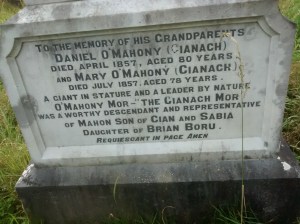 To the memory of his Grandparents
Daniel O'Mahony (Cianach)
Died April 1857, aged 80 years.
and Mary O'Mahony (Cianach)
Died July 1857, aged 78 years.
A giant in stature and a leader by nature
O'Mahony Mor—"The Cianach Mor"
was a worthy descendant and representative
of Mahon son of Cian and Sabia
Daughter of Brian Boru.
Requiescant in pace Amen